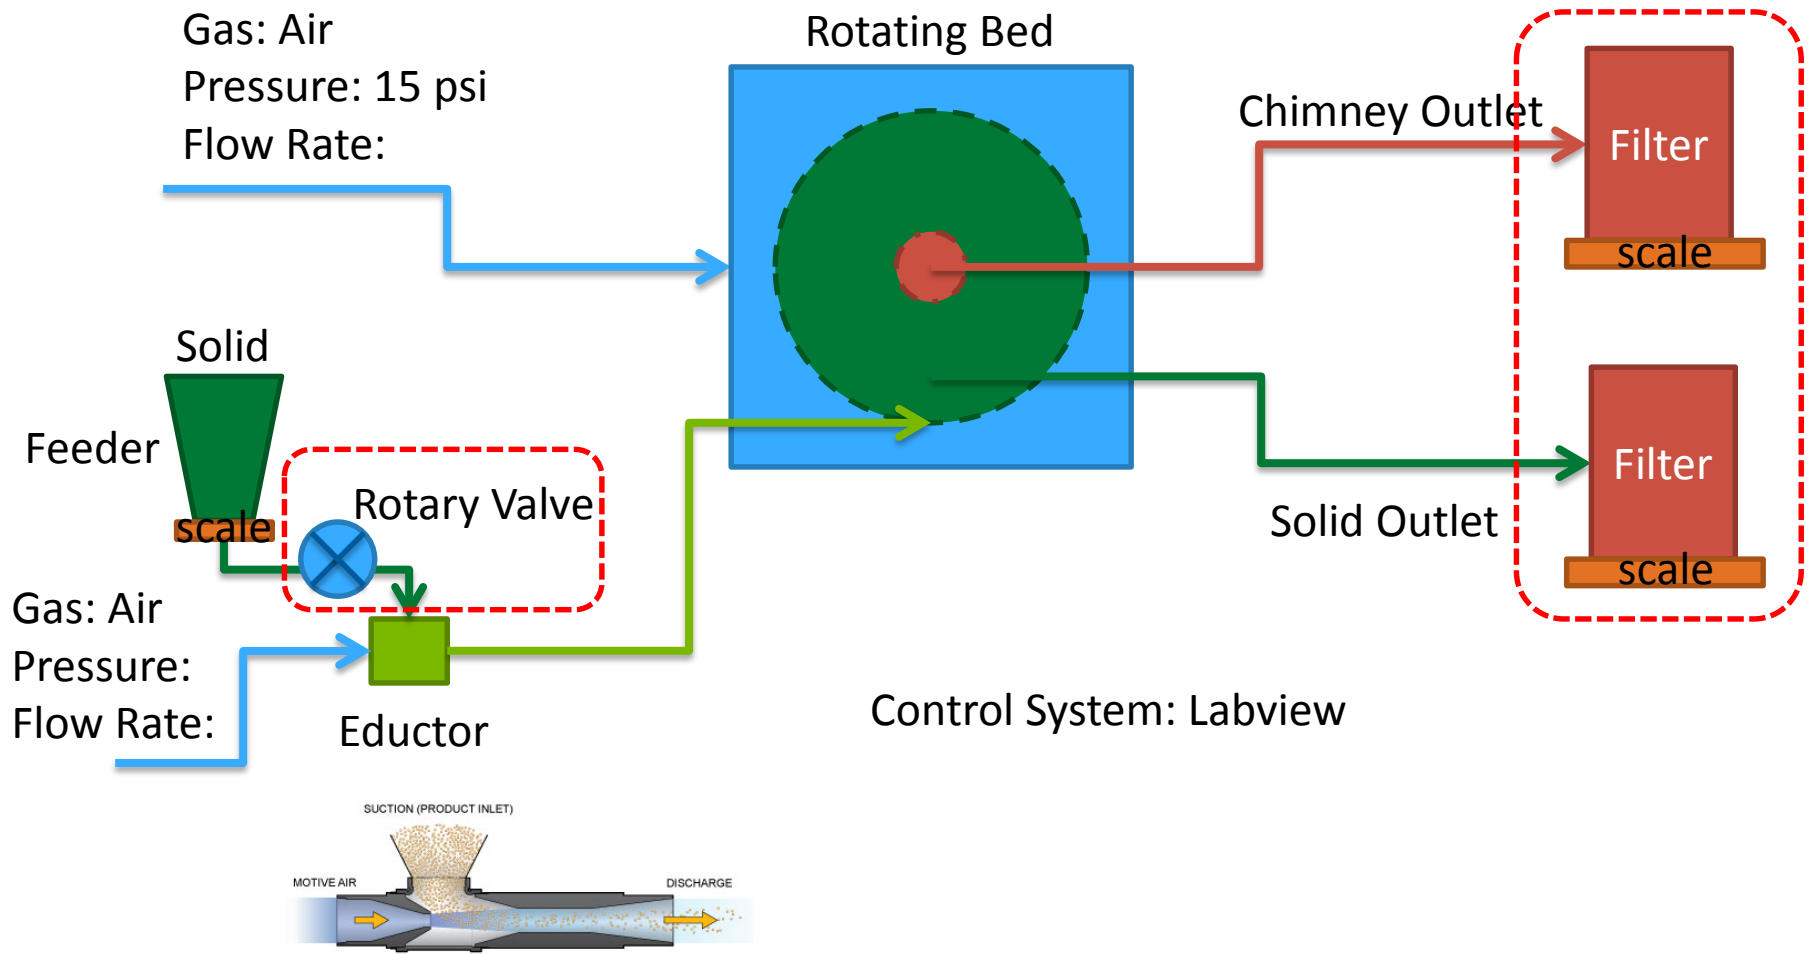 Gas: Air
Pressure: 15 psi
Flow Rate:
Rotating Bed
Chimney Outlet
Filter
scale
Solid
Feeder
scale
Rotary Valve
Filter
scale
Solid Outlet
Gas: Air
Pressure:
Flow Rate:
Eductor
Control System: Labview
SUCTION (PRODUCT INLET)
MOTIVE AIR
DISCHARGE